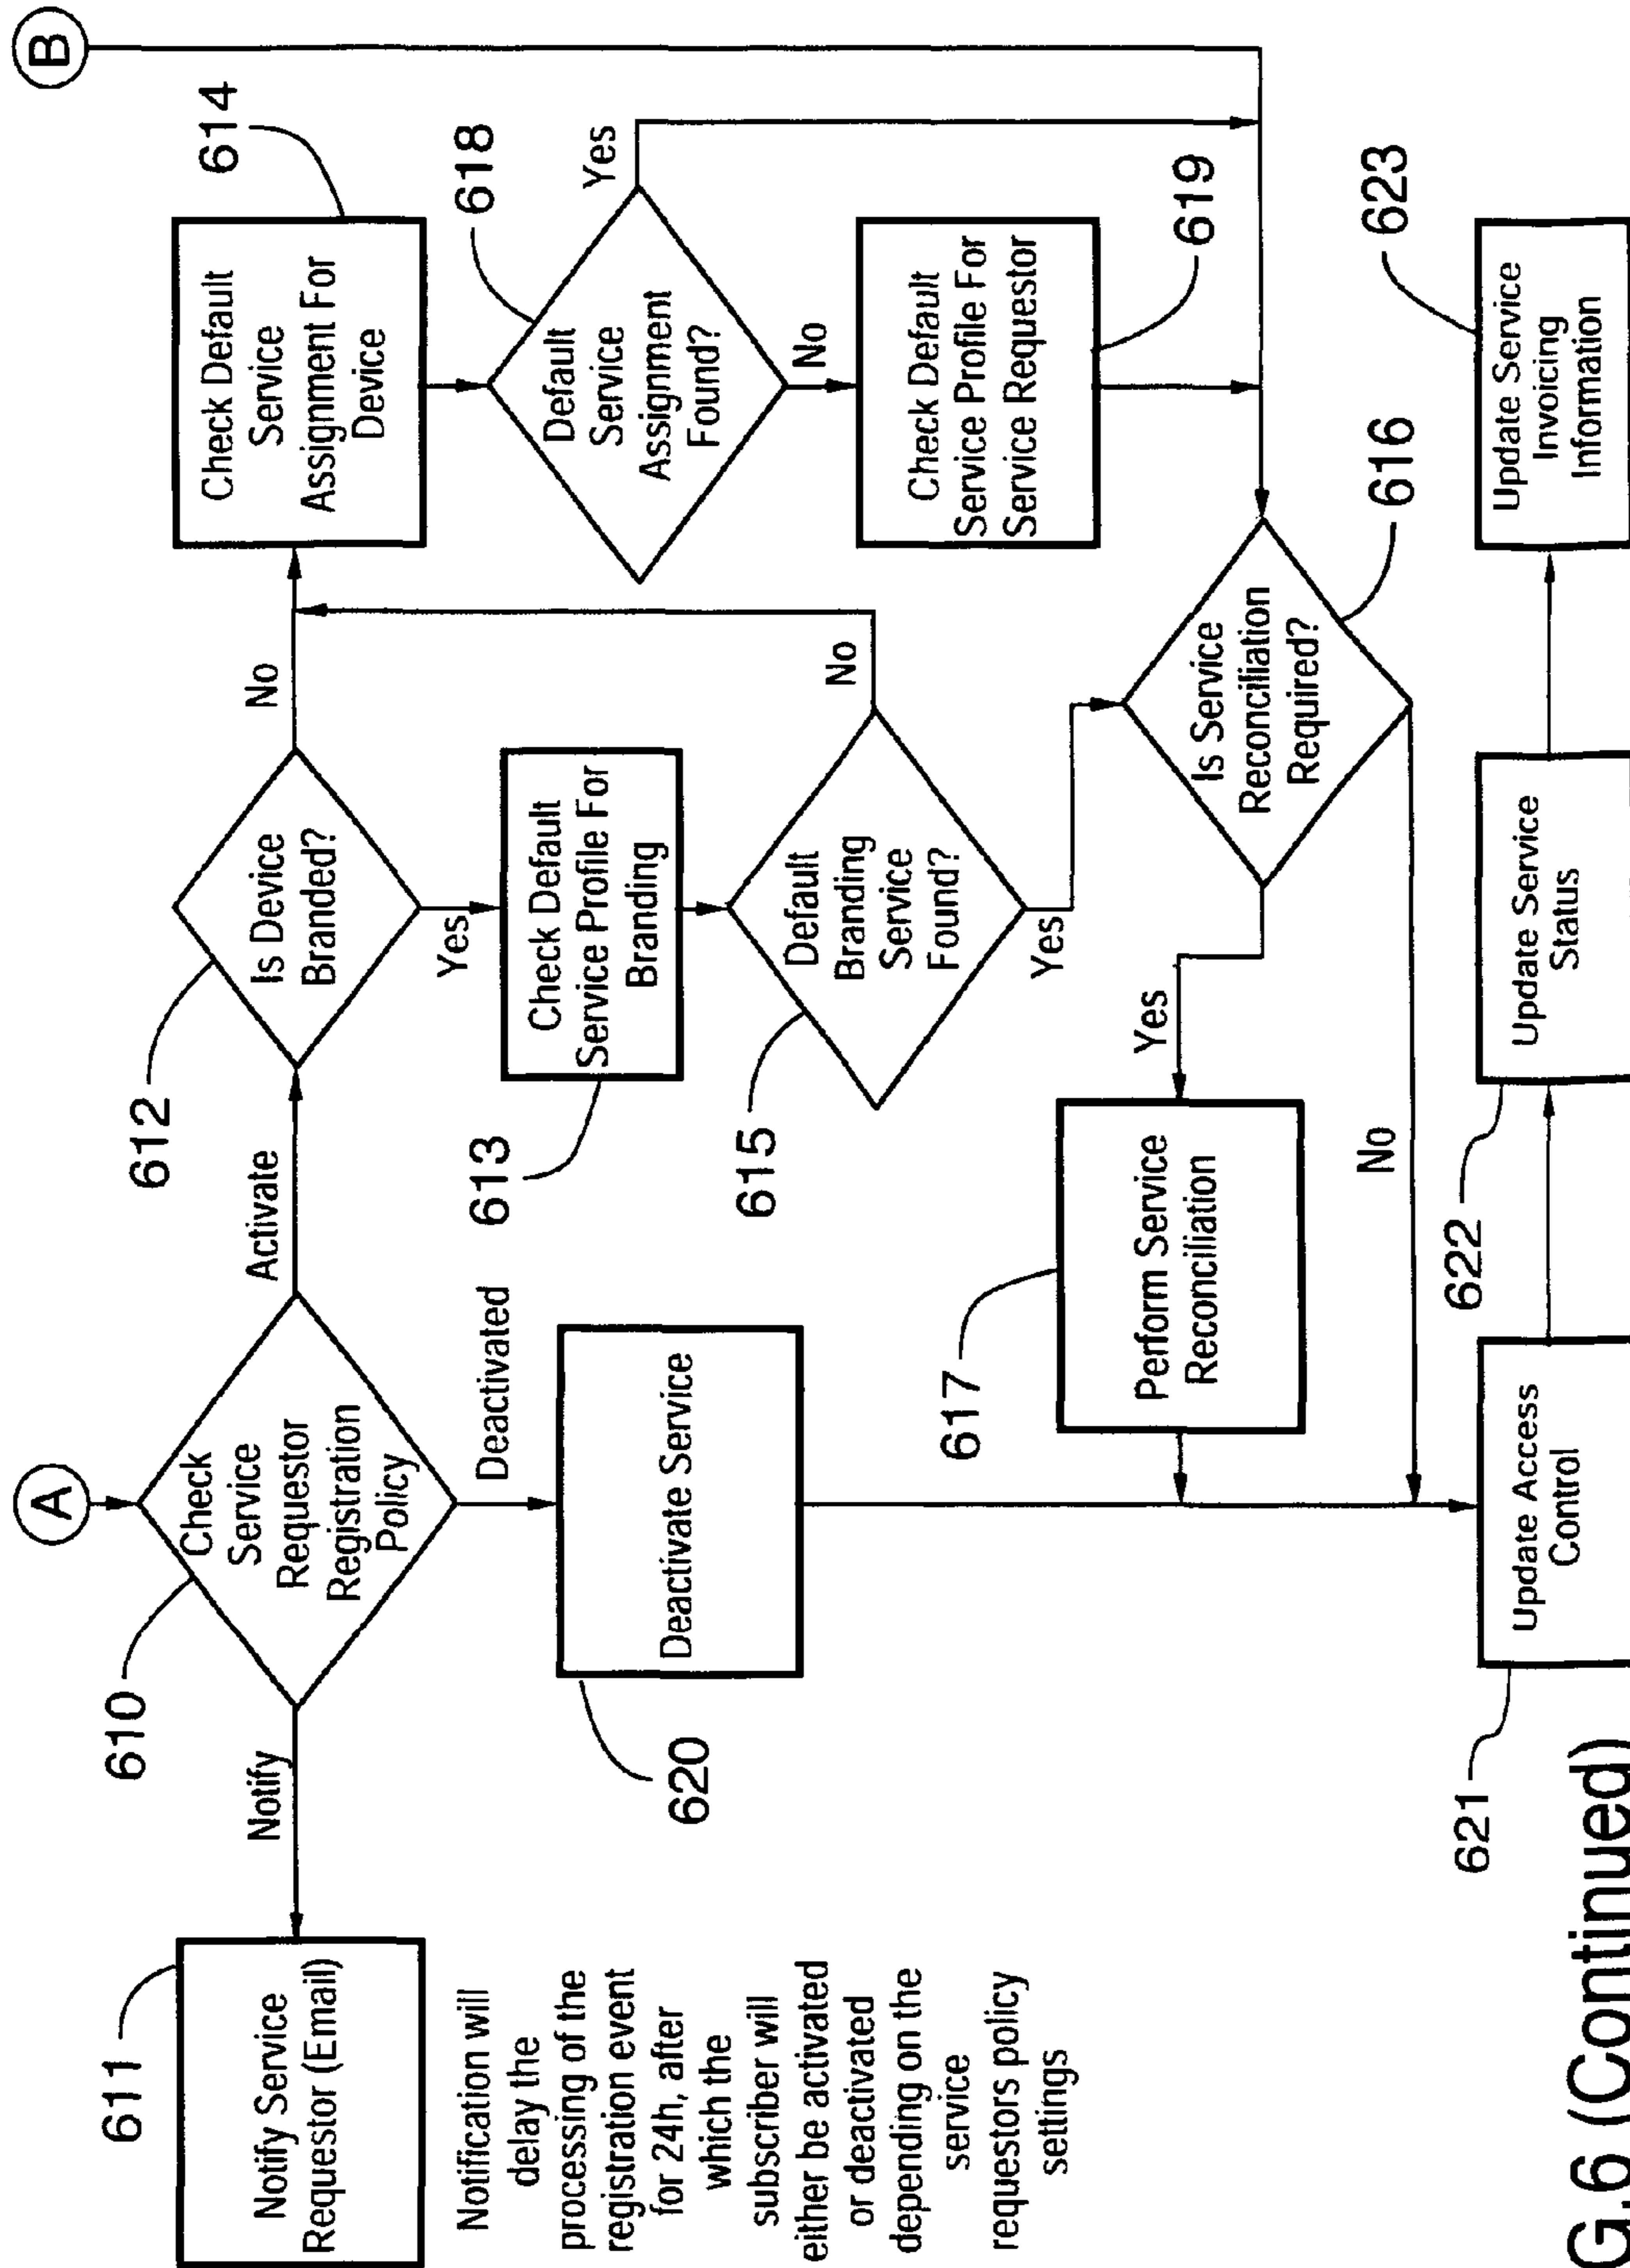 A
B
610
Check
Service
Requestor
Registration
Policy
Notify
Activate
Deactivated
611
Notify Service
Requestor (Email)
Notification will
delay the
processing of the
registration event
for 24h, after
which the
subscriber will
either be activated
or deactivated
depending on the
service
requestors policy
settings
612
Is Device
Branded?
No
Yes
614
Check Default
Service
Assignment For
Device
613
Check Default
Service Profile For
Branding
618
Default
Service
Assignment
Found?
Yes
No
620
Deactivate Service
615
Default
Branding
Service
Found?
No
Yes
619
Check Default
Service Profile For
Service Requestor
617
Perform Service
Reconciliation
Yes
616
Is Service
Reconciliation
Required?
No
621
Update Access
Control
622
Update Service
Status
623
Update Service
Invoicing
Information
G.6 (Continued)